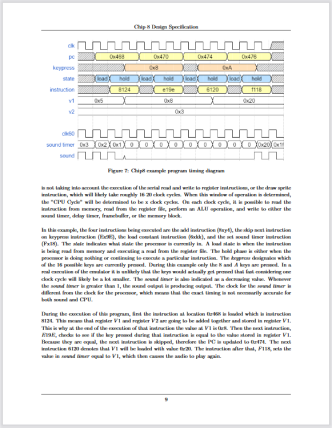 Chip 8 Design Specification
clk
pc 0x468 0x470 0x474 0x476
keypress 0x8 0xA
state load hold load hold load hold load hold
instruction 8124 e19e 6120 f118
v1 0x5 0x8 0x20
v2 0x3
clk60
sound timer 0x3 0x2 0x1 0 0 0 0 0 0 0 0 0 0x20
sound
Figure 7: Chip8 example program timing diagram
is not taking into account the execution of the serial read and write to register instructions, or the draw sprite
instruction, which will likely take roughly 16-20 clock cycles. When this window of operation is determined,
the "CPU Cycle" will be determined to be x clock cycles. On each clock cycle, it is possible to read the
instruction from memory, read from the register file, perform an ALU operation, and write to either the
sound timer, delay timer, framebuffer, or the memory block.
In this example, the four instructions being executed are the add instruction (8xy4), the skip next instruction
on keypress instruction (Ex9E), the load constant instruction (6xkk), and the set sound timer instruction
(Fx18). The state indicates what state the processor is currently in. A load state is when the instruction
is being read from memory and executing a read from the register file. The hold phase is either when the
processor is doing nothing or continuing to execute a particular instruction. The keypress designates which
of the 16 possible keys are currently pressed. During this example only the 8 and A keys are pressed. In a
real execution of the emulator it is unlikely that the keys would actually get pressed that fast considering one
clock cycle will likely be a lot smaller. The sound timer is also indicated as a decreasing value. Whenever
the sound timer is greater than 1, the sound output is producing output. The clock for the sound timer is
different from the clock for the processor, which means that the exact timing is not necessarily accurate for
both sound and CPU.
During the execution of this program, first the instruction at location 0x468 is loaded which is instruction
8124. This means that register V1 and register V2 are going to be added together and stored in register V1.
This is why at the end of the execution of that instruction the value at V1 is 0x8. Then the next instruction,
E19E, checks to see if the key pressed during that instruction is equal to the value stored in register V1.
Because they are equal, the next instruction is skipped, therefore the PC is updated to 0x474. The next
instruction 6120 denotes that V1 will be loaded with value 0x20. The instruction after that, F118, sets the
value in sound timer equal to V1, which then causes the audio to play again.
9